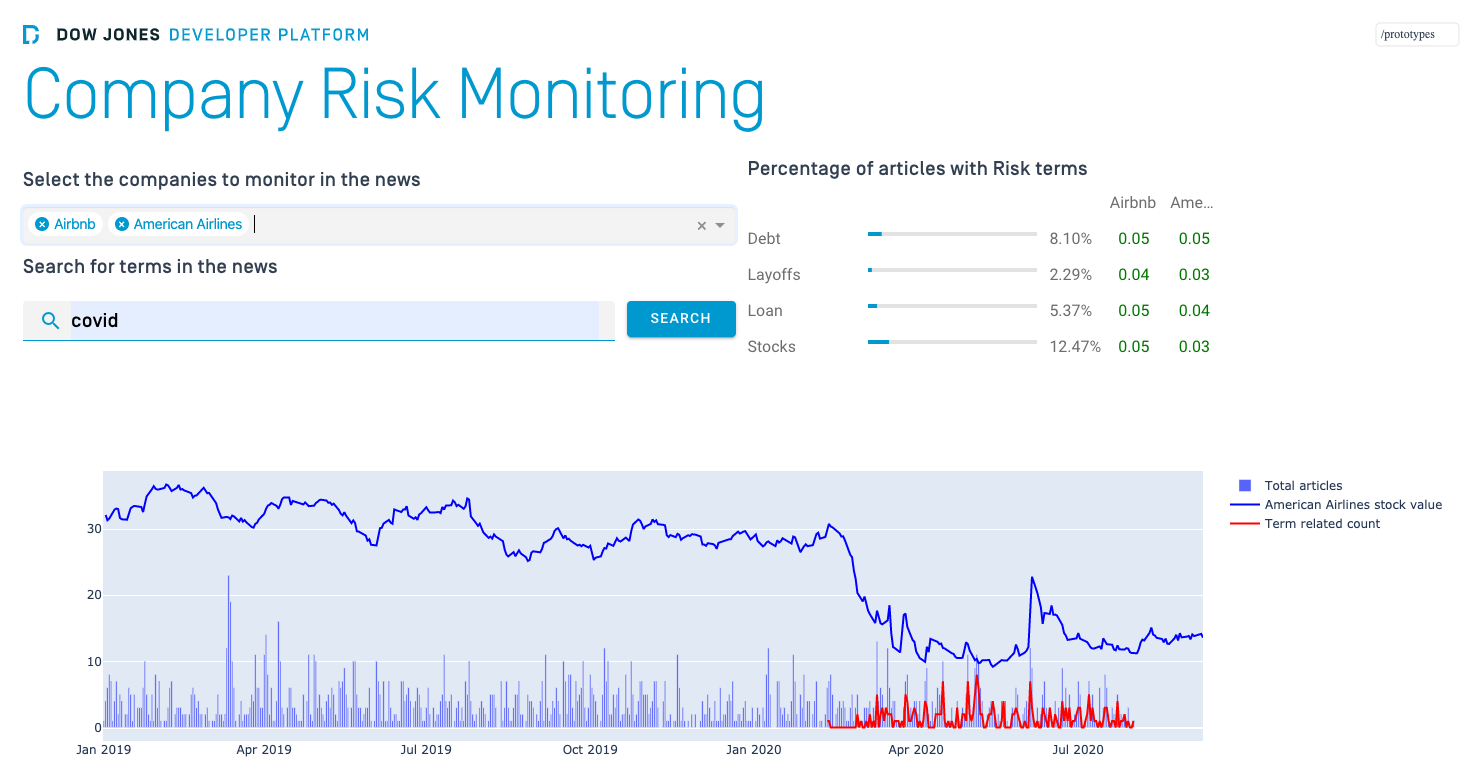 DOW JONES DEVELOPER PLATFORM
/prototypes
Company Risk Monitoring
Select the companies to monitor in the news
Airbnb American Airlines
Search for terms in the news
covid
SEARCH
Percentage of articles with Risk terms
Airbnb Ame...
Debt 8.10% 0.05 0.05
Layoffs 2.29% 0.04 0.03
Loan 5.37% 0.05 0.04
Stocks 12.47% 0.05 0.03
30
20
10
0
Jan 2019 Apr 2019 Jul 2019 Oct 2019 Jan 2020 Apr 2020 Jul 2020
Total articles
American Airlines stock value
Term related count